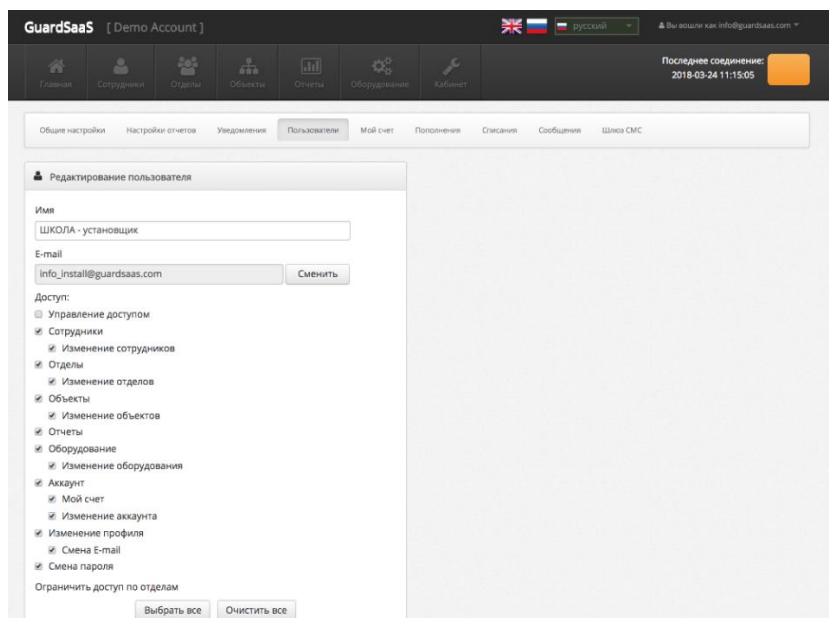 GuardSaaS [ Demo Account ] русский Вы вошли как info@guardsaas.com
Главная Сотрудники Отделы Объекты Отчеты Оборудование Кабинет
Последнее соединение:
2018-03-24 11:15:05
Общие настройки Настройки отчетов Уведомления Пользователи Мой счет Пополнения Списания Сообщения Шлюз СМС
Редактирование пользователя
Имя
ШКОЛА - установщик
E-mail
info_install@guardsaas.com Сменить
Доступ:
Управление доступом
Сотрудники
Изменение сотрудников
Отделы
Изменение отделов
Объекты
Изменение объектов
Отчеты
Оборудование
Изменение оборудования
Аккаунт
Мой счет
Изменение аккаунта
Изменение профиля
Смена E-mail
Смена пароля
Ограничить доступ по отделам
Выбрать все Очистить все